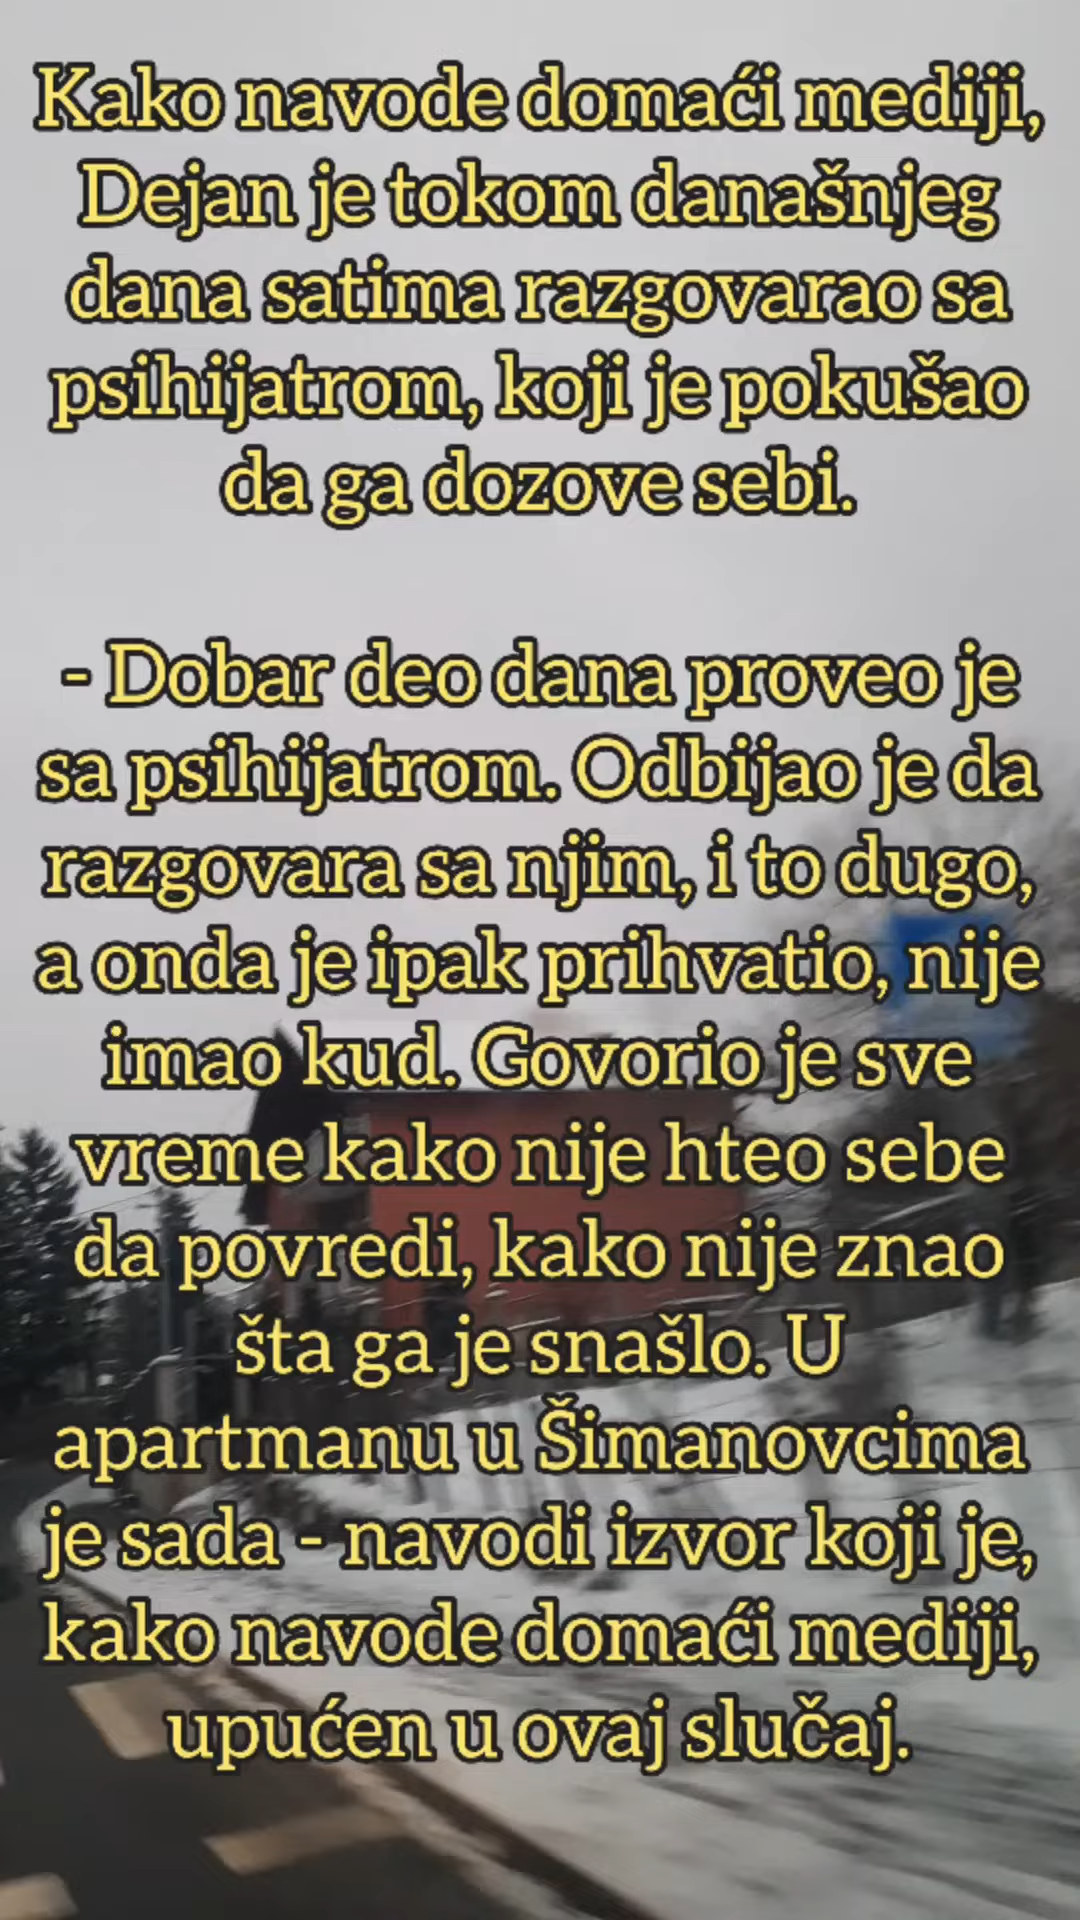 Kako navode domaći mediji,
Dejan je tokom današnjeg
dana satima razgovarao sa
psihijatrom, koji je pokušao
da ga dozove sebi.
- Dobar deo dana proveo je
sa psihijatrom. Odbijao je da
razgovara sa njim, i to dugo,
a onda je ipak prihvatio, nije
imao kud. Govorio je sve
vreme kako nije hteo sebe
da povredi, kako nije znao
šta ga je snašlo. U
apartmanu u Šimanovcima
je sada - navodi izvor koji je,
kako navode domaći mediji,
upućen u ovaj slučaj.